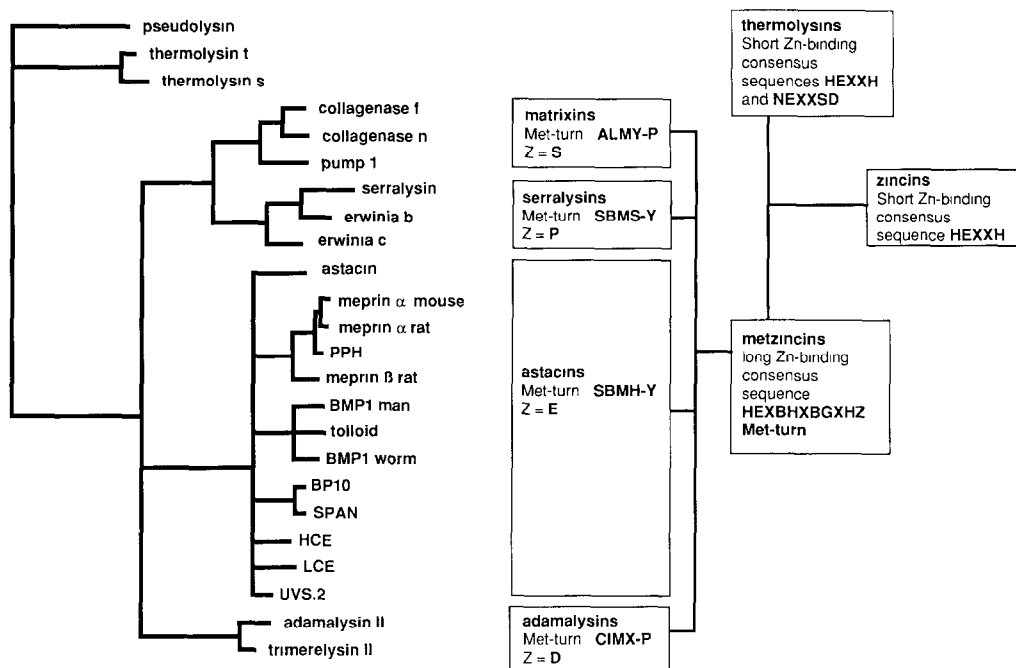 pseudolysin
thermolysin t
thermolysin s
collagenase f
collagenase n
pump 1
serralysin
erwinia b
erwinia c
astacin
meprin α mouse
meprin α rat
PPH
meprin ß rat
BMP1 man
tolloid
BMP1 worm
BP10
SPAN
HCE
LCE
UVS.2
adamalysin II
trimerelysin II
matrixins
Met-turn ALMY-P
Z = S
serralysins
Met-turn SBMS-Y
Z = P
astacins
Met-turn SBMH-Y
Z = E
adamalysins
Met-turn CIMX-P
Z = D
thermolysins
Short Zn-binding
consensus
sequences HEXXH
and NEXXSD
zincins
Short Zn-binding
consensus
sequence HEXXH
metzincins
long Zn-binding
consensus
sequence
HEXBHXBGXHZ
Met-turn